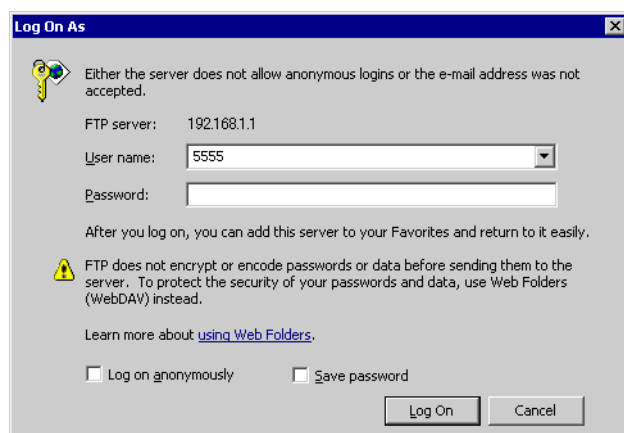 Log On As
Either the server does not allow anonymous logins or the e-mail address was not
accepted.
FTP server: 192.168.1.1
User name: 5555
Password:
After you log on, you can add this server to your Favorites and return to it easily.
FTP does not encrypt or encode passwords or data before sending them to the
server. To protect the security of your passwords and data, use Web Folders
(WebDAV) instead.
Learn more about using Web Folders.
Log on anonymously Save password
Log On Cancel